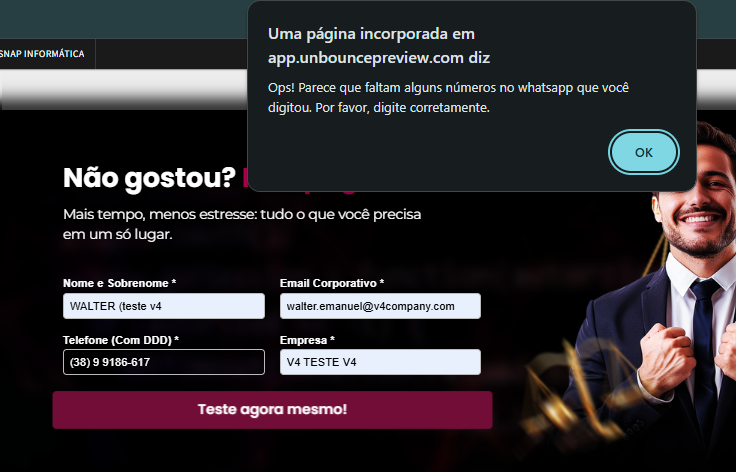 SNAP INFORMÁTICA
Uma página incorporada em
app.unbouncepreview.com diz
Ops! Parece que faltam alguns números no whatsapp que você
digitou. Por favor, digite corretamente.
OK
Não gostou?
Mais tempo, menos estresse: tudo o que você precisa
em um só lugar.
Nome e Sobrenome *
Email Corporativo *
WALTER (teste v4
walter.emanuel@v4company.com
Telefone (Com DDD) *
Empresa *
(38) 9 9186-617
V4 TESTE V4
Teste agora mesmo!